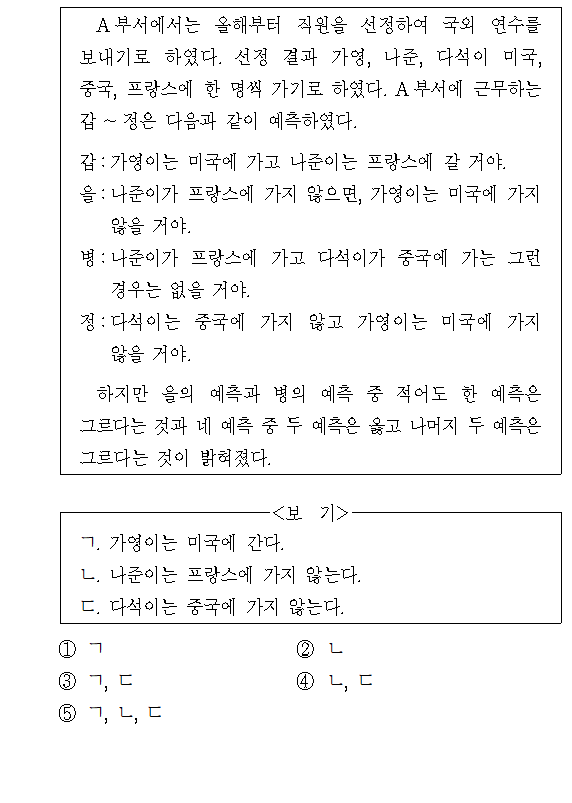 A부서에서는 올해부터 직원을 선정하여 국외 연수를
보내기로 하였다. 선정 결과 가영, 나준, 다석이 미국,
중국, 프랑스에 한 명씩 가기로 하였다. A부서에 근무하는
갑 ~ 정은 다음과 같이 예측하였다.
갑 : 가영이는 미국에 가고 나준이는 프랑스에 갈 거야.
을 : 나준이가 프랑스에 가지 않으면, 가영이는 미국에 가지
않을 거야.
병 : 나준이가 프랑스에 가고 다석이가 중국에 가는 그런
경우는 없을 거야.
정 : 다석이는 중국에 가지 않고 가영이는 미국에 가지
않을 거야.
하지만 을의 예측과 병의 예측 중 적어도 한 예측은
그르다는 것과 네 예측 중 두 예측은 옳고 나머지 두 예측은
그르다는 것이 밝혀졌다.
<보 기>
ㄱ. 가영이는 미국에 간다.
ㄴ. 나준이는 프랑스에 가지 않는다.
ㄷ. 다석이는 중국에 가지 않는다.
① ㄱ ② ㄴ
③ ㄱ, ㄷ ④ ㄴ, ㄷ
⑤ ㄱ, ㄴ, ㄷ